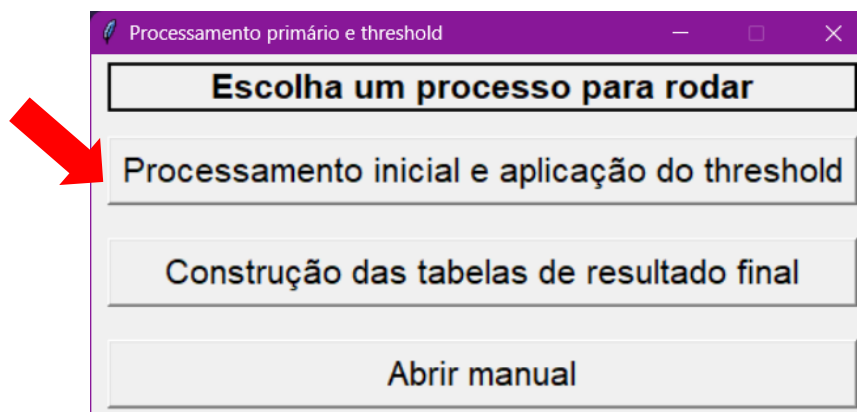 Processamento primário e threshold
Escolha um processo para rodar
Processamento inicial e aplicação do threshold
Construção das tabelas de resultado final
Abrir manual